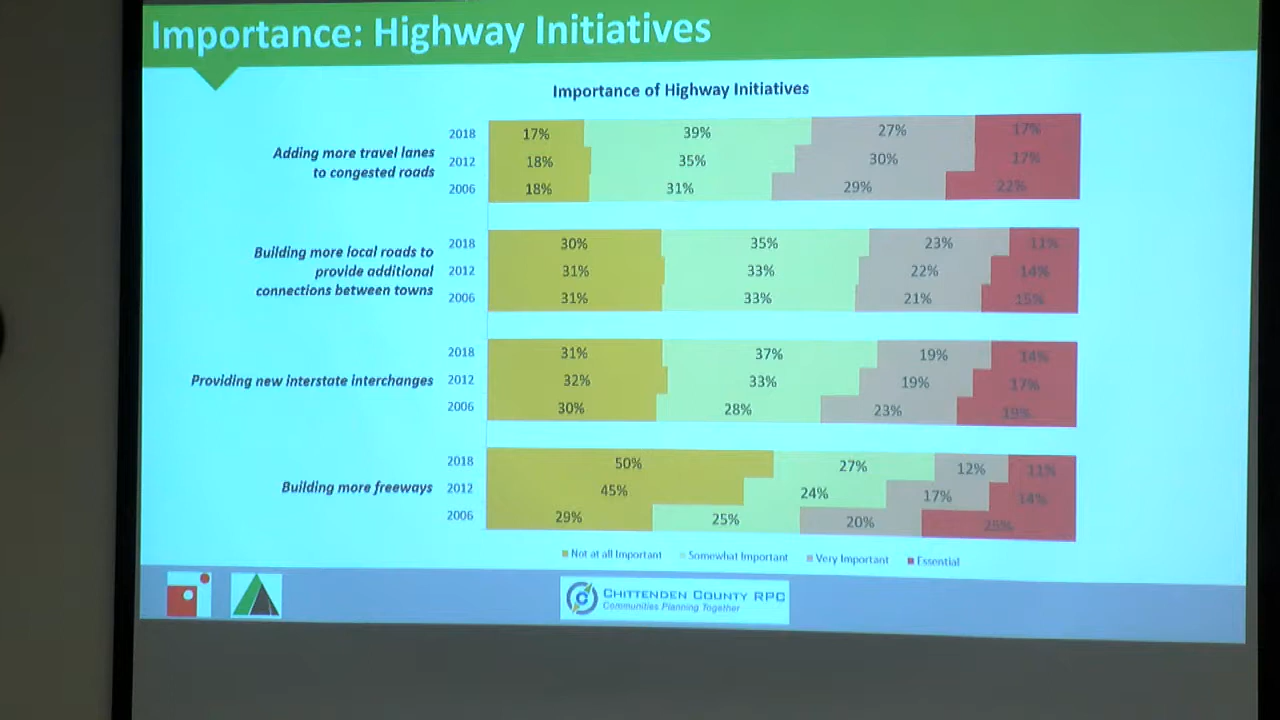 Importance: Highway Initiatives
Importance of Highway Initiatives
Adding more travel lanes
to congested roads
2018 17% 39% 27% 17%
2012 18% 35% 30% 17%
2006 18% 31% 29% 22%
Building more local roads to
provide additional
connections between towns
2018 30% 35% 23% 11%
2012 31% 33% 22% 14%
2006 31% 33% 21% 15%
Providing new interstate interchanges
2018 31% 37% 19% 14%
2012 32% 33% 19% 17%
2006 30% 28% 23% 19%
Building more freeways
2018 50% 27% 12% 11%
2012 45% 24% 17% 14%
2006 29% 25% 20% 25%
Not at all Important Somewhat Important Very Important Essential
C CHITTENDEN COUNTY RPC
Communities Planning Together